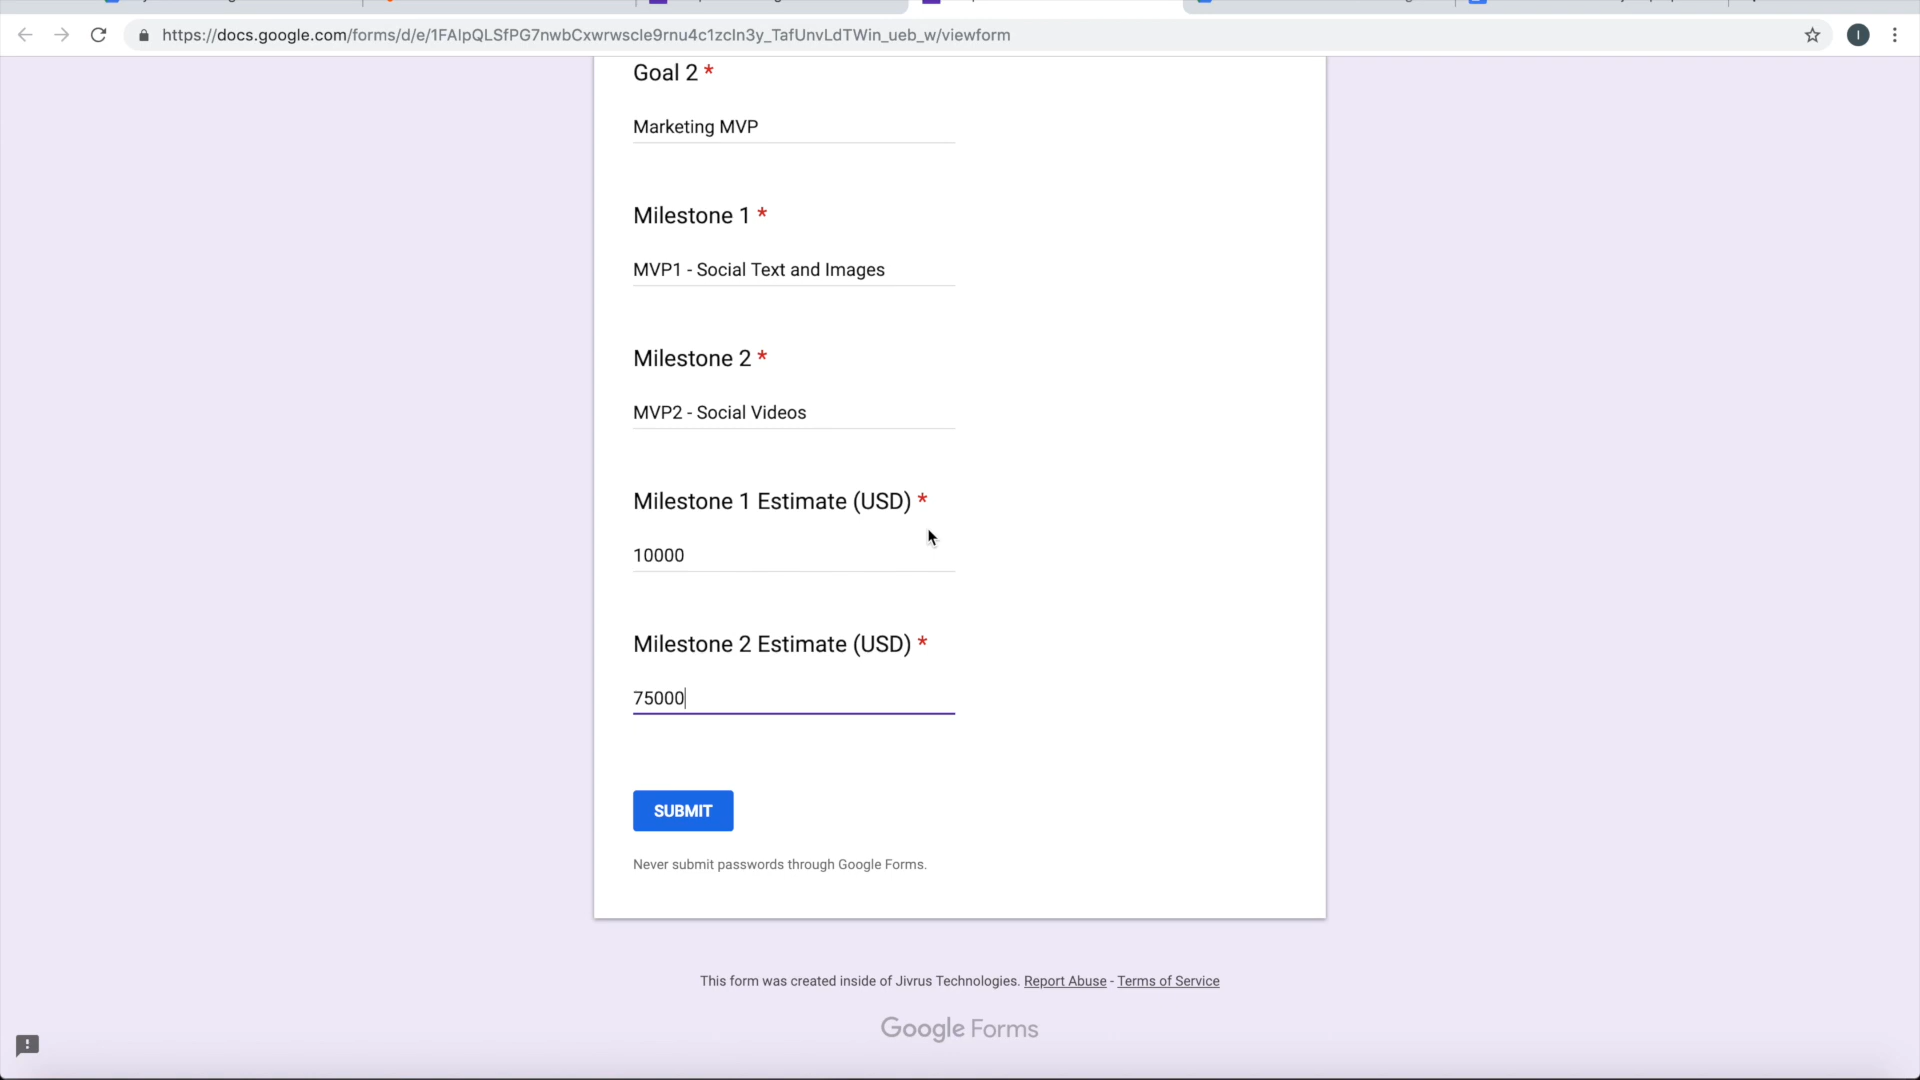 https://docs.google.com/forms/d/e/1FAIpQLSfPG7nwbCxwrwscle9rnu4c1zcIn3y_TafUnvLdTWin_ueb_w/viewform
I
Goal 2 *
Marketing MVP
Milestone 1 *
MVP1 - Social Text and Images
Milestone 2 *
MVP2 - Social Videos
Milestone 1 Estimate (USD) *
10000
Milestone 2 Estimate (USD) *
75000
SUBMIT
Never submit passwords through Google Forms.
This form was created inside of Jivrus Technologies. Report Abuse - Terms of Service
Google Forms